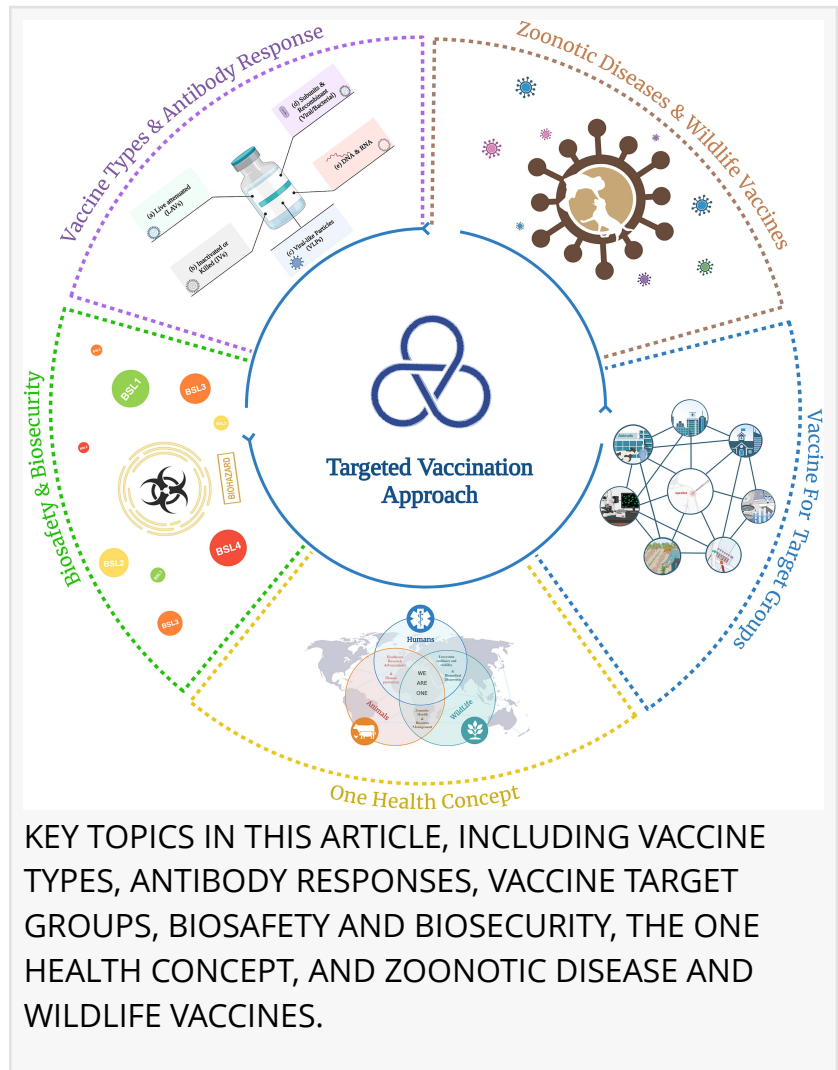 Vaccine Types & Antibody Response
(a) Live attenuated
(LAVs)
(b) Inactivated or
Killed (IVs)
(c) Viral-like Particles
(VLPs)
(d) Subunits &
Recombinant
(Viral/Bacterial)
(e) DNA & RNA
Zoonotic Diseases & Wildlife Vaccines
Vaccine For Target Groups
Targeted Vaccination
Approach
Biosafety & Biosecurity
BSL1
BSL3
BIOHAZARD
BSL4
BSL2
BSL3
One Health Concept
Humans
WE
ARE
ONE
Animals
WildLife
KEY TOPICS IN THIS ARTICLE, INCLUDING VACCINE
TYPES, ANTIBODY RESPONSES, VACCINE TARGET
GROUPS, BIOSAFETY AND BIOSECURITY, THE ONE
HEALTH CONCEPT, AND ZOONOTIC DISEASE AND
WILDLIFE VACCINES.